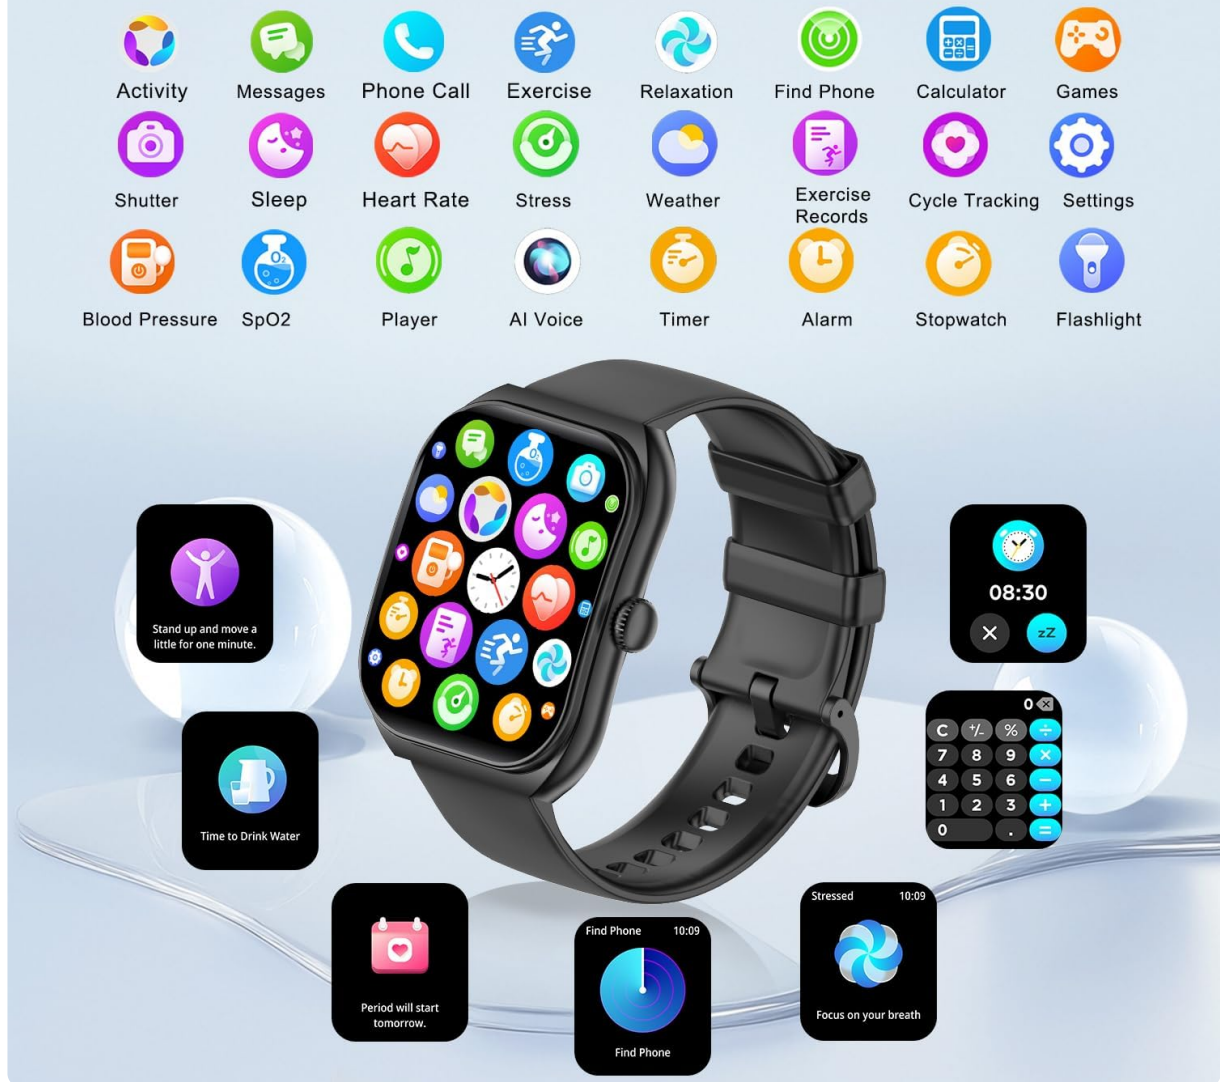 Activity
Messages
Phone Call
Exercise
Relaxation
Find Phone
Calculator
Games
Shutter
Sleep
Heart Rate
Stress
Weather
Exercise
Records
Cycle Tracking
Settings
Blood Pressure
O2
SpO2
Player
AI Voice
Timer
Alarm
Stopwatch
Flashlight
O2
Stand up and move a
little for one minute.
08:30
zZ
Time to Drink Water
0
C +/- % ÷
7 8 9 ×
4 5 6 −
1 2 3 +
0 . =
Period will start
tomorrow.
Find Phone 10:09
Find Phone
Stressed 10:09
Focus on your breath